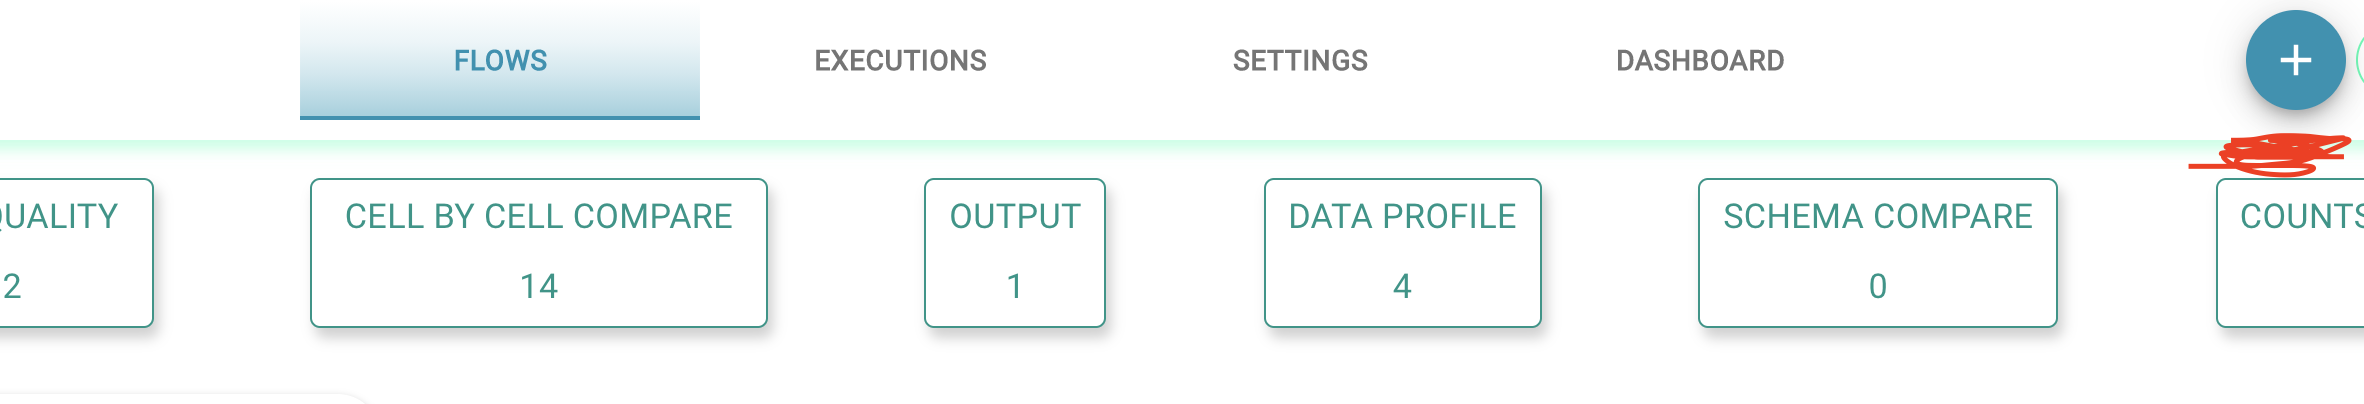 FLOWS EXECUTIONS SETTINGS DASHBOARD +
QUALITY CELL BY CELL COMPARE OUTPUT DATA PROFILE SCHEMA COMPARE COUNTS
2 14 1 4 0